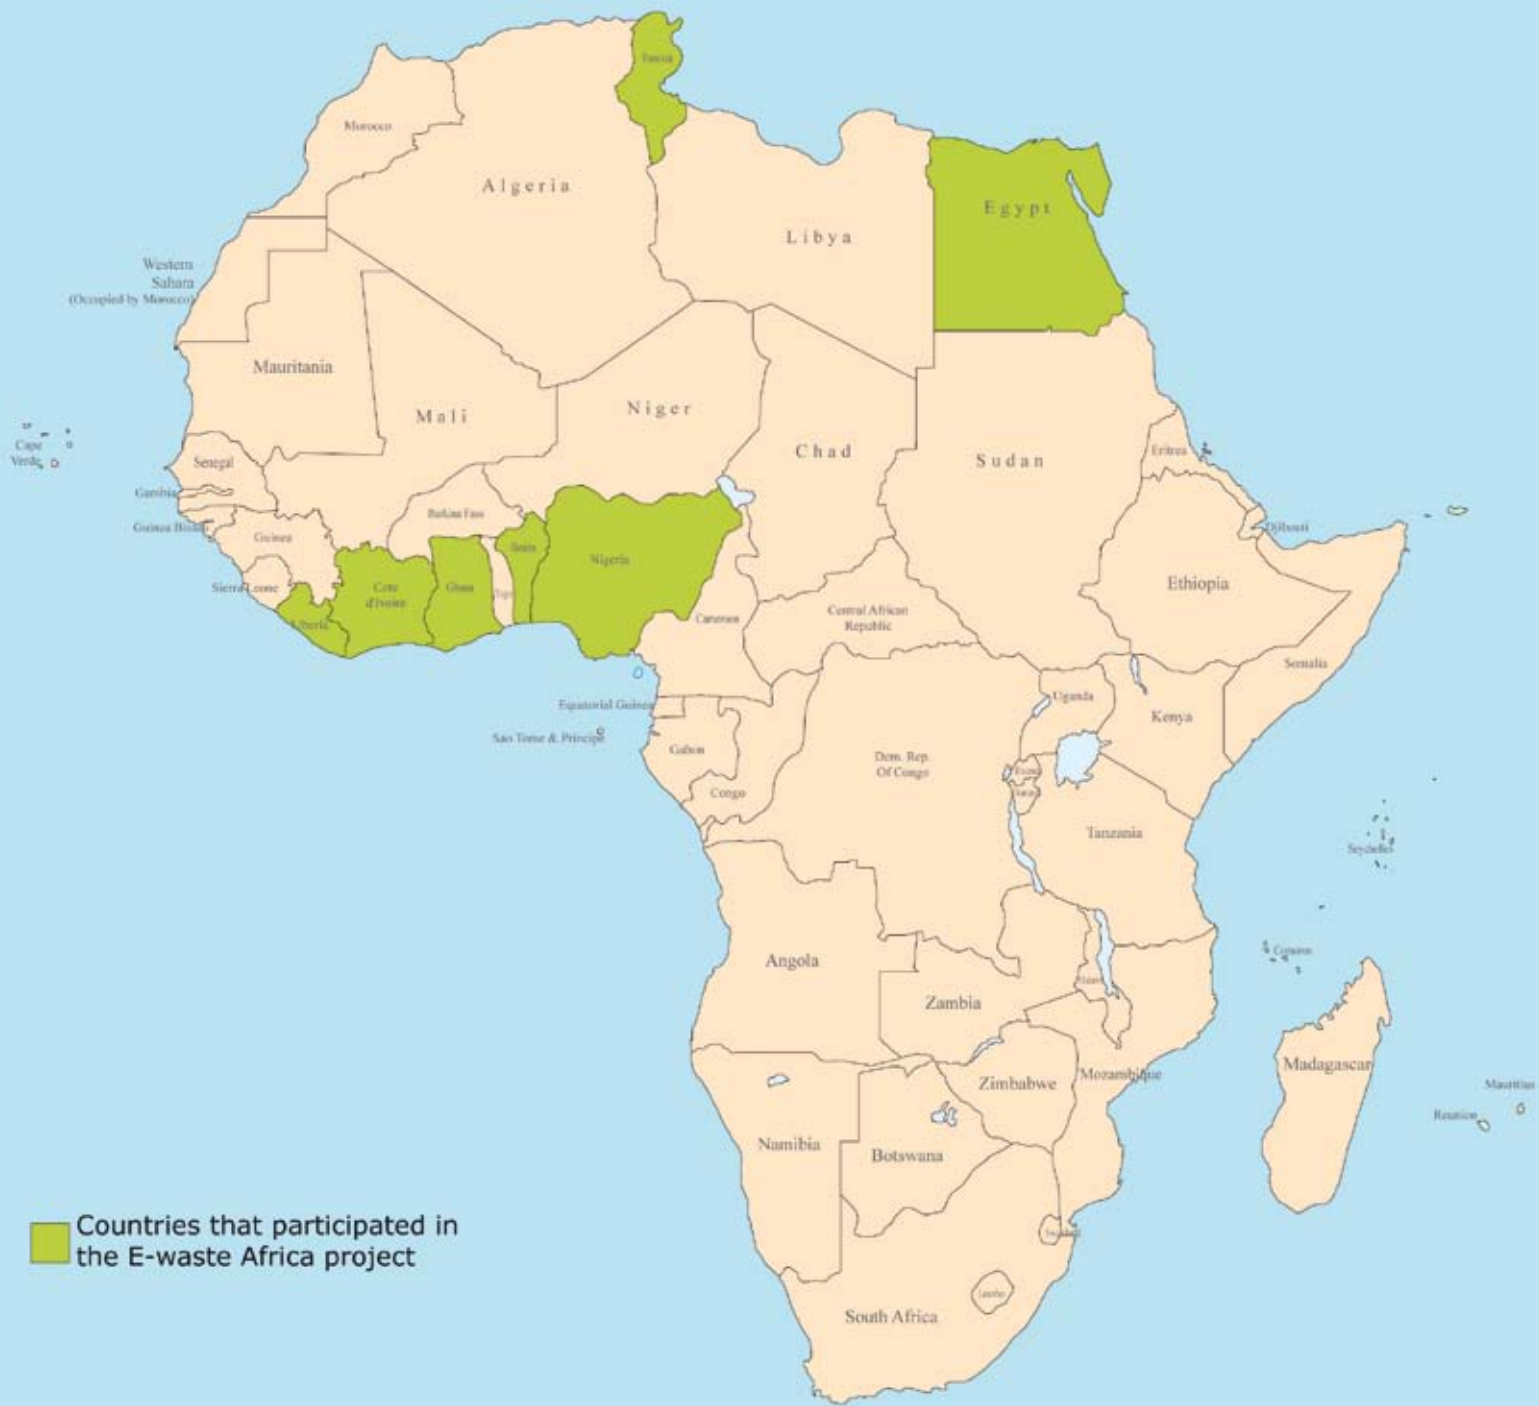 Tunisia
Morocco
Algeria
Libya
Egypt
Western
Sahara
(Occupied by Morocco)
Mauritania
Mali
Niger
Chad
Sudan
Eritrea
Cape
Verde
Senegal
Gambia
Guinea Bissau
Guinea
Sierra Leone
Liberia
Cote
d'Ivoire
Burkina Faso
Ghana
Togo
Benin
Nigeria
Cameroon
Central African
Republic
Djibouti
Ethiopia
Somalia
Equatorial Guinea
Sao Tome & Principe
Gabon
Congo
Dem. Rep.
Of Congo
Uganda
Kenya
Tanzania
Seychelles
Comoros
Angola
Zambia
Malawi
Mozambique
Zimbabwe
Madagascar
Mauritius
Reunion
Namibia
Botswana
Swaziland
Lesotho
South Africa
Countries that participated in
the E-waste Africa project